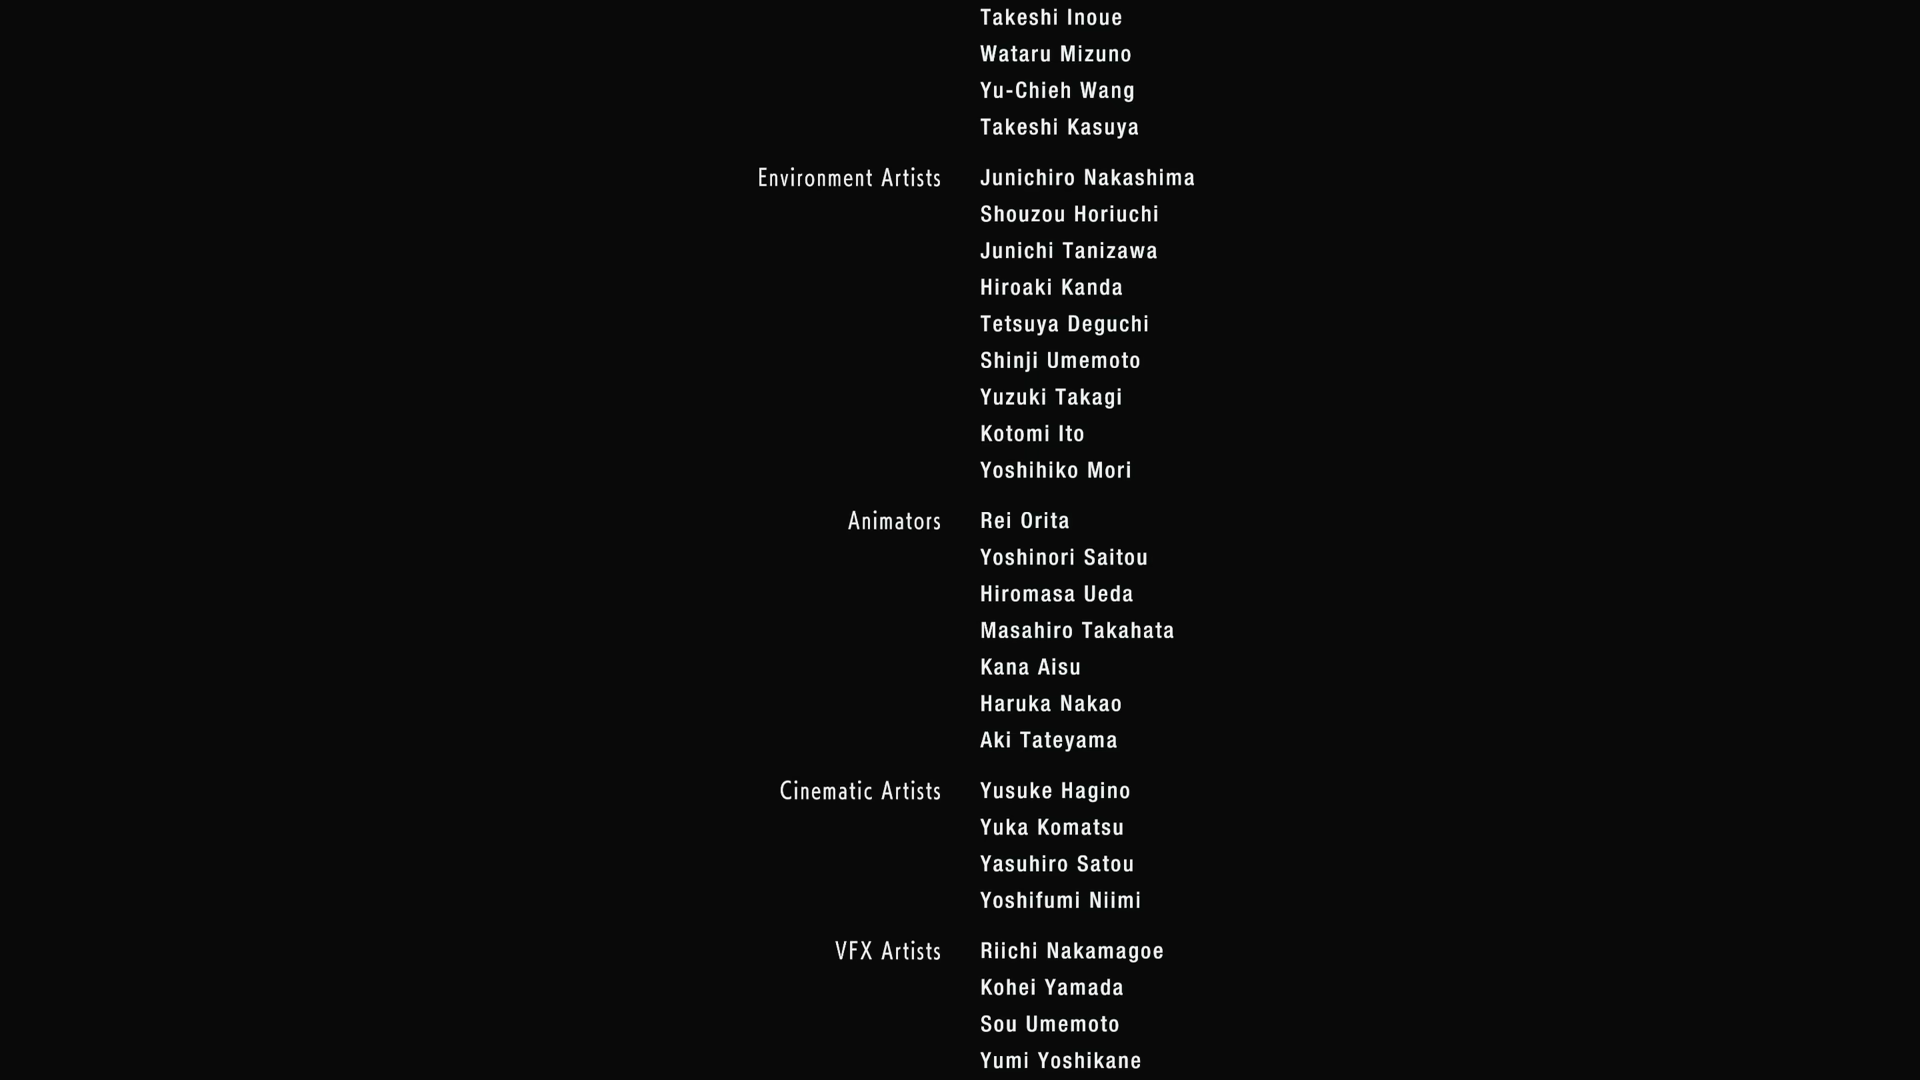 Takeshi Inoue
Wataru Mizuno
Yu-Chieh Wang
Takeshi Kasuya
Environment Artists Junichiro Nakashima
Shouzou Horiuchi
Junichi Tanizawa
Hiroaki Kanda
Tetsuya Deguchi
Shinji Umemoto
Yuzuki Takagi
Kotomi Ito
Yoshihiko Mori
Animators Rei Orita
Yoshinori Saitou
Hiromasa Ueda
Masahiro Takahata
Kana Aisu
Haruka Nakao
Aki Tateyama
Cinematic Artists Yusuke Hagino
Yuka Komatsu
Yasuhiro Satou
Yoshifumi Niimi
VFX Artists Riichi Nakamagoe
Kohei Yamada
Sou Umemoto
Yumi Yoshikane